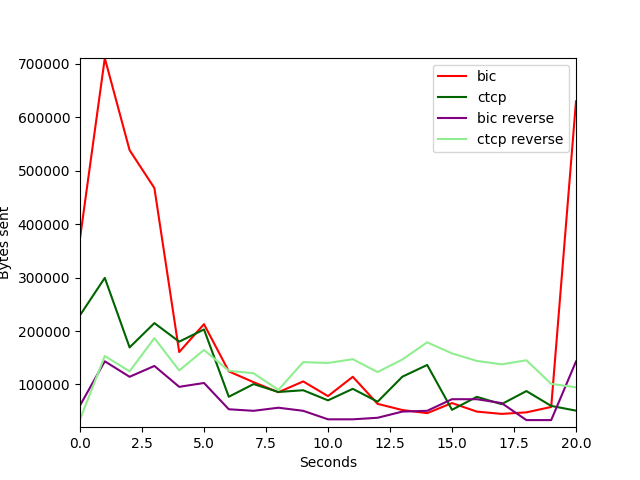 700000
600000
500000
400000
300000
200000
100000
Bytes sent
bic
ctcp
bic reverse
ctcp reverse
0.0 2.5 5.0 7.5 10.0 12.5 15.0 17.5 20.0
Seconds